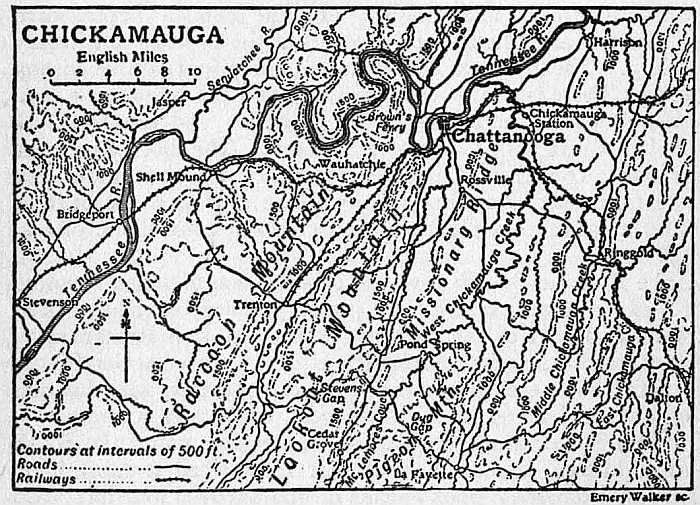 CHICKAMAUGA
English Miles
0 2 4 6 8 10
Sequatchee R.
Jasper
Tennessee R.
Harrison
Brown's
Ferry
Chickamauga
Station
Chattanooga
Wauhatchie
Shell Mound
Rossville
Bridgeport
Tennessee R.
Ringgold
Stevenson
Trenton
N
Raccoon Mountain
Lookout Mountain
Missionary Ridge
West Chickamauga Creek
Middle Chickamauga Creek
East Chickamauga Cr.
Pond Spring
Stevens
Gap
Dug
Gap
Dalton
Cedar
Grove
Mc Lemore's Cove
Pigeon Mtn.
La Fayette
Contours at intervals of 500 ft.
Roads
Railways
Emery Walker sc.